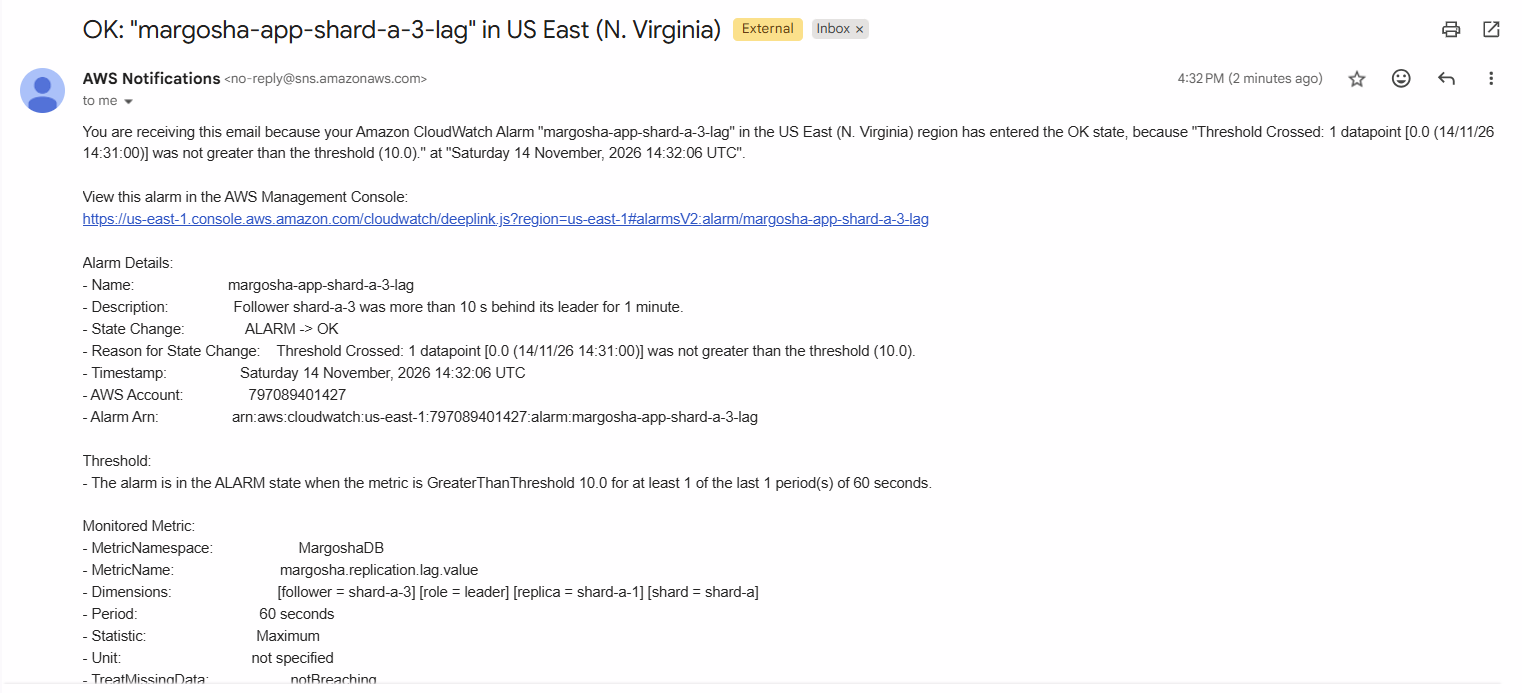 OK: "margosha-app-shard-a-3-lag" in US East (N. Virginia) External Inbox ×
AWS Notifications <no-reply@sns.amazonaws.com> 4:32 PM (2 minutes ago)
to me
You are receiving this email because your Amazon CloudWatch Alarm "margosha-app-shard-a-3-lag" in the US East (N. Virginia) region has entered the OK state, because "Threshold Crossed: 1 datapoint [0.0 (14/11/26
14:31:00)] was not greater than the threshold (10.0)." at "Saturday 14 November, 2026 14:32:06 UTC".
View this alarm in the AWS Management Console:
https://us-east-1.console.aws.amazon.com/cloudwatch/deeplink.js?region=us-east-1#alarmsV2:alarm/margosha-app-shard-a-3-lag
Alarm Details:
- Name: margosha-app-shard-a-3-lag
- Description: Follower shard-a-3 was more than 10 s behind its leader for 1 minute.
- State Change: ALARM -> OK
- Reason for State Change: Threshold Crossed: 1 datapoint [0.0 (14/11/26 14:31:00)] was not greater than the threshold (10.0).
- Timestamp: Saturday 14 November, 2026 14:32:06 UTC
- AWS Account: 797089401427
- Alarm Arn: arn:aws:cloudwatch:us-east-1:797089401427:alarm:margosha-app-shard-a-3-lag
Threshold:
- The alarm is in the ALARM state when the metric is GreaterThanThreshold 10.0 for at least 1 of the last 1 period(s) of 60 seconds.
Monitored Metric:
- MetricNamespace: MargoshaDB
- MetricName: margosha.replication.lag.value
- Dimensions: [follower = shard-a-3] [role = leader] [replica = shard-a-1] [shard = shard-a]
- Period: 60 seconds
- Statistic: Maximum
- Unit: not specified
- TreatMissingData: notBreaching